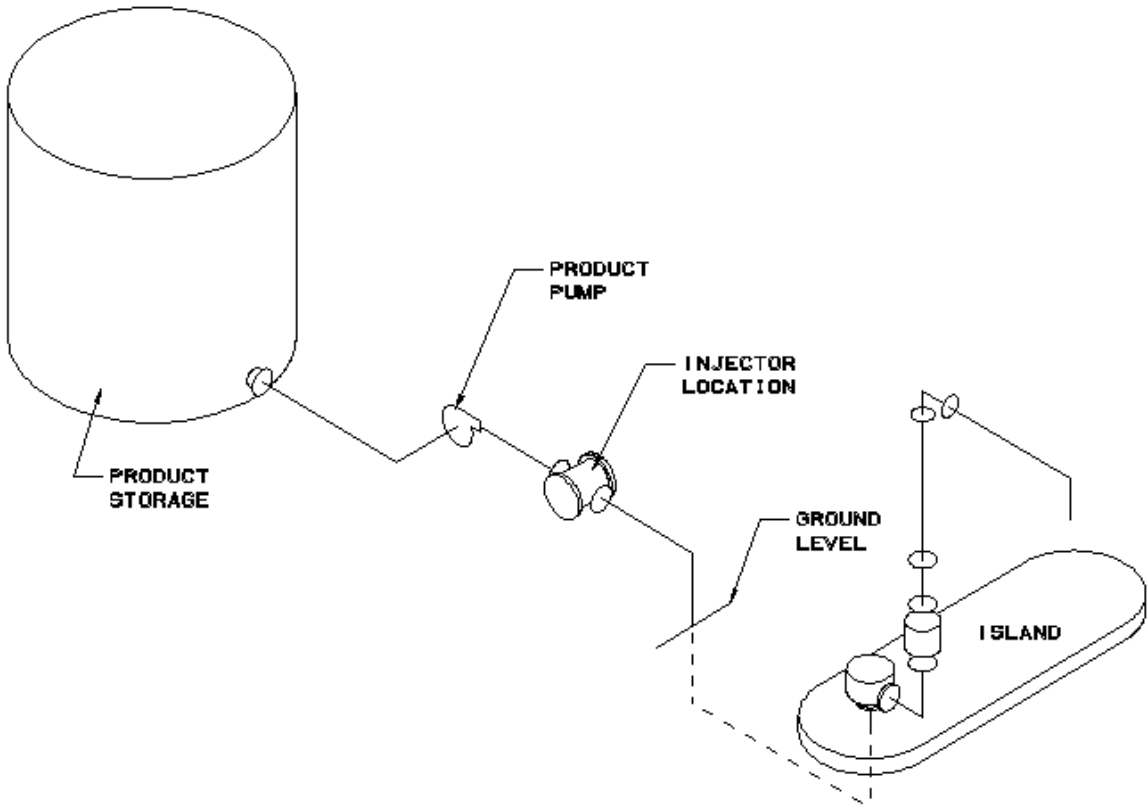 PRODUCT
PUMP
INJECTOR
LOCATION
PRODUCT
STORAGE
GROUND
LEVEL
ISLAND